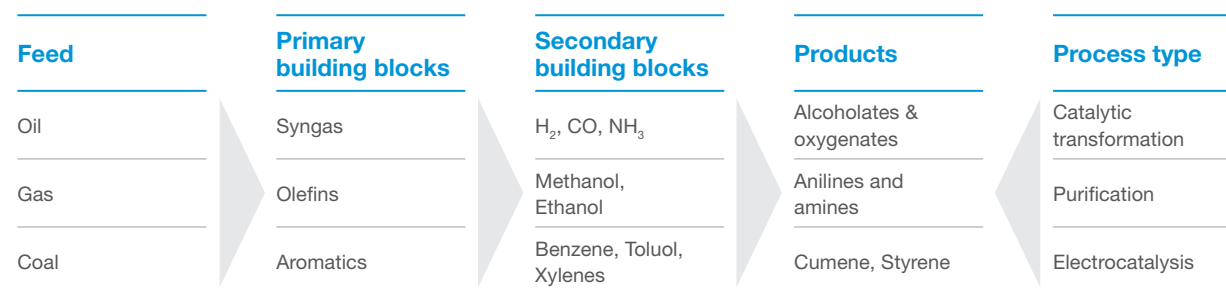 Feed
Primary
building blocks
Secondary
building blocks
Products
Process type
Oil
Syngas
H₂, CO, NH₃
Alcoholates &
oxygenates
Catalytic
transformation
Gas
Olefins
Methanol,
Ethanol
Anilines and
amines
Purification
Coal
Aromatics
Benzene, Toluol,
Xylenes
Cumene, Styrene
Electrocatalysis